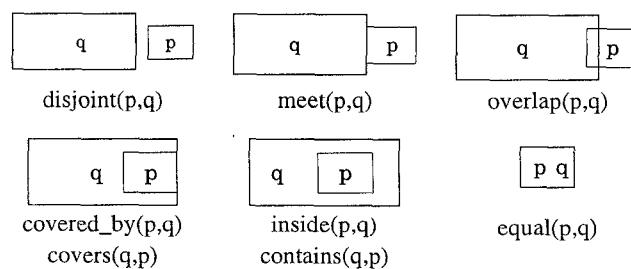 q p
q p
q p
disjoint(p,q)
meet(p,q)
overlap(p,q)
q p
q p
p q
covered_by(p,q)
covers(q,p)
inside(p,q)
contains(q,p)
equal(p,q)